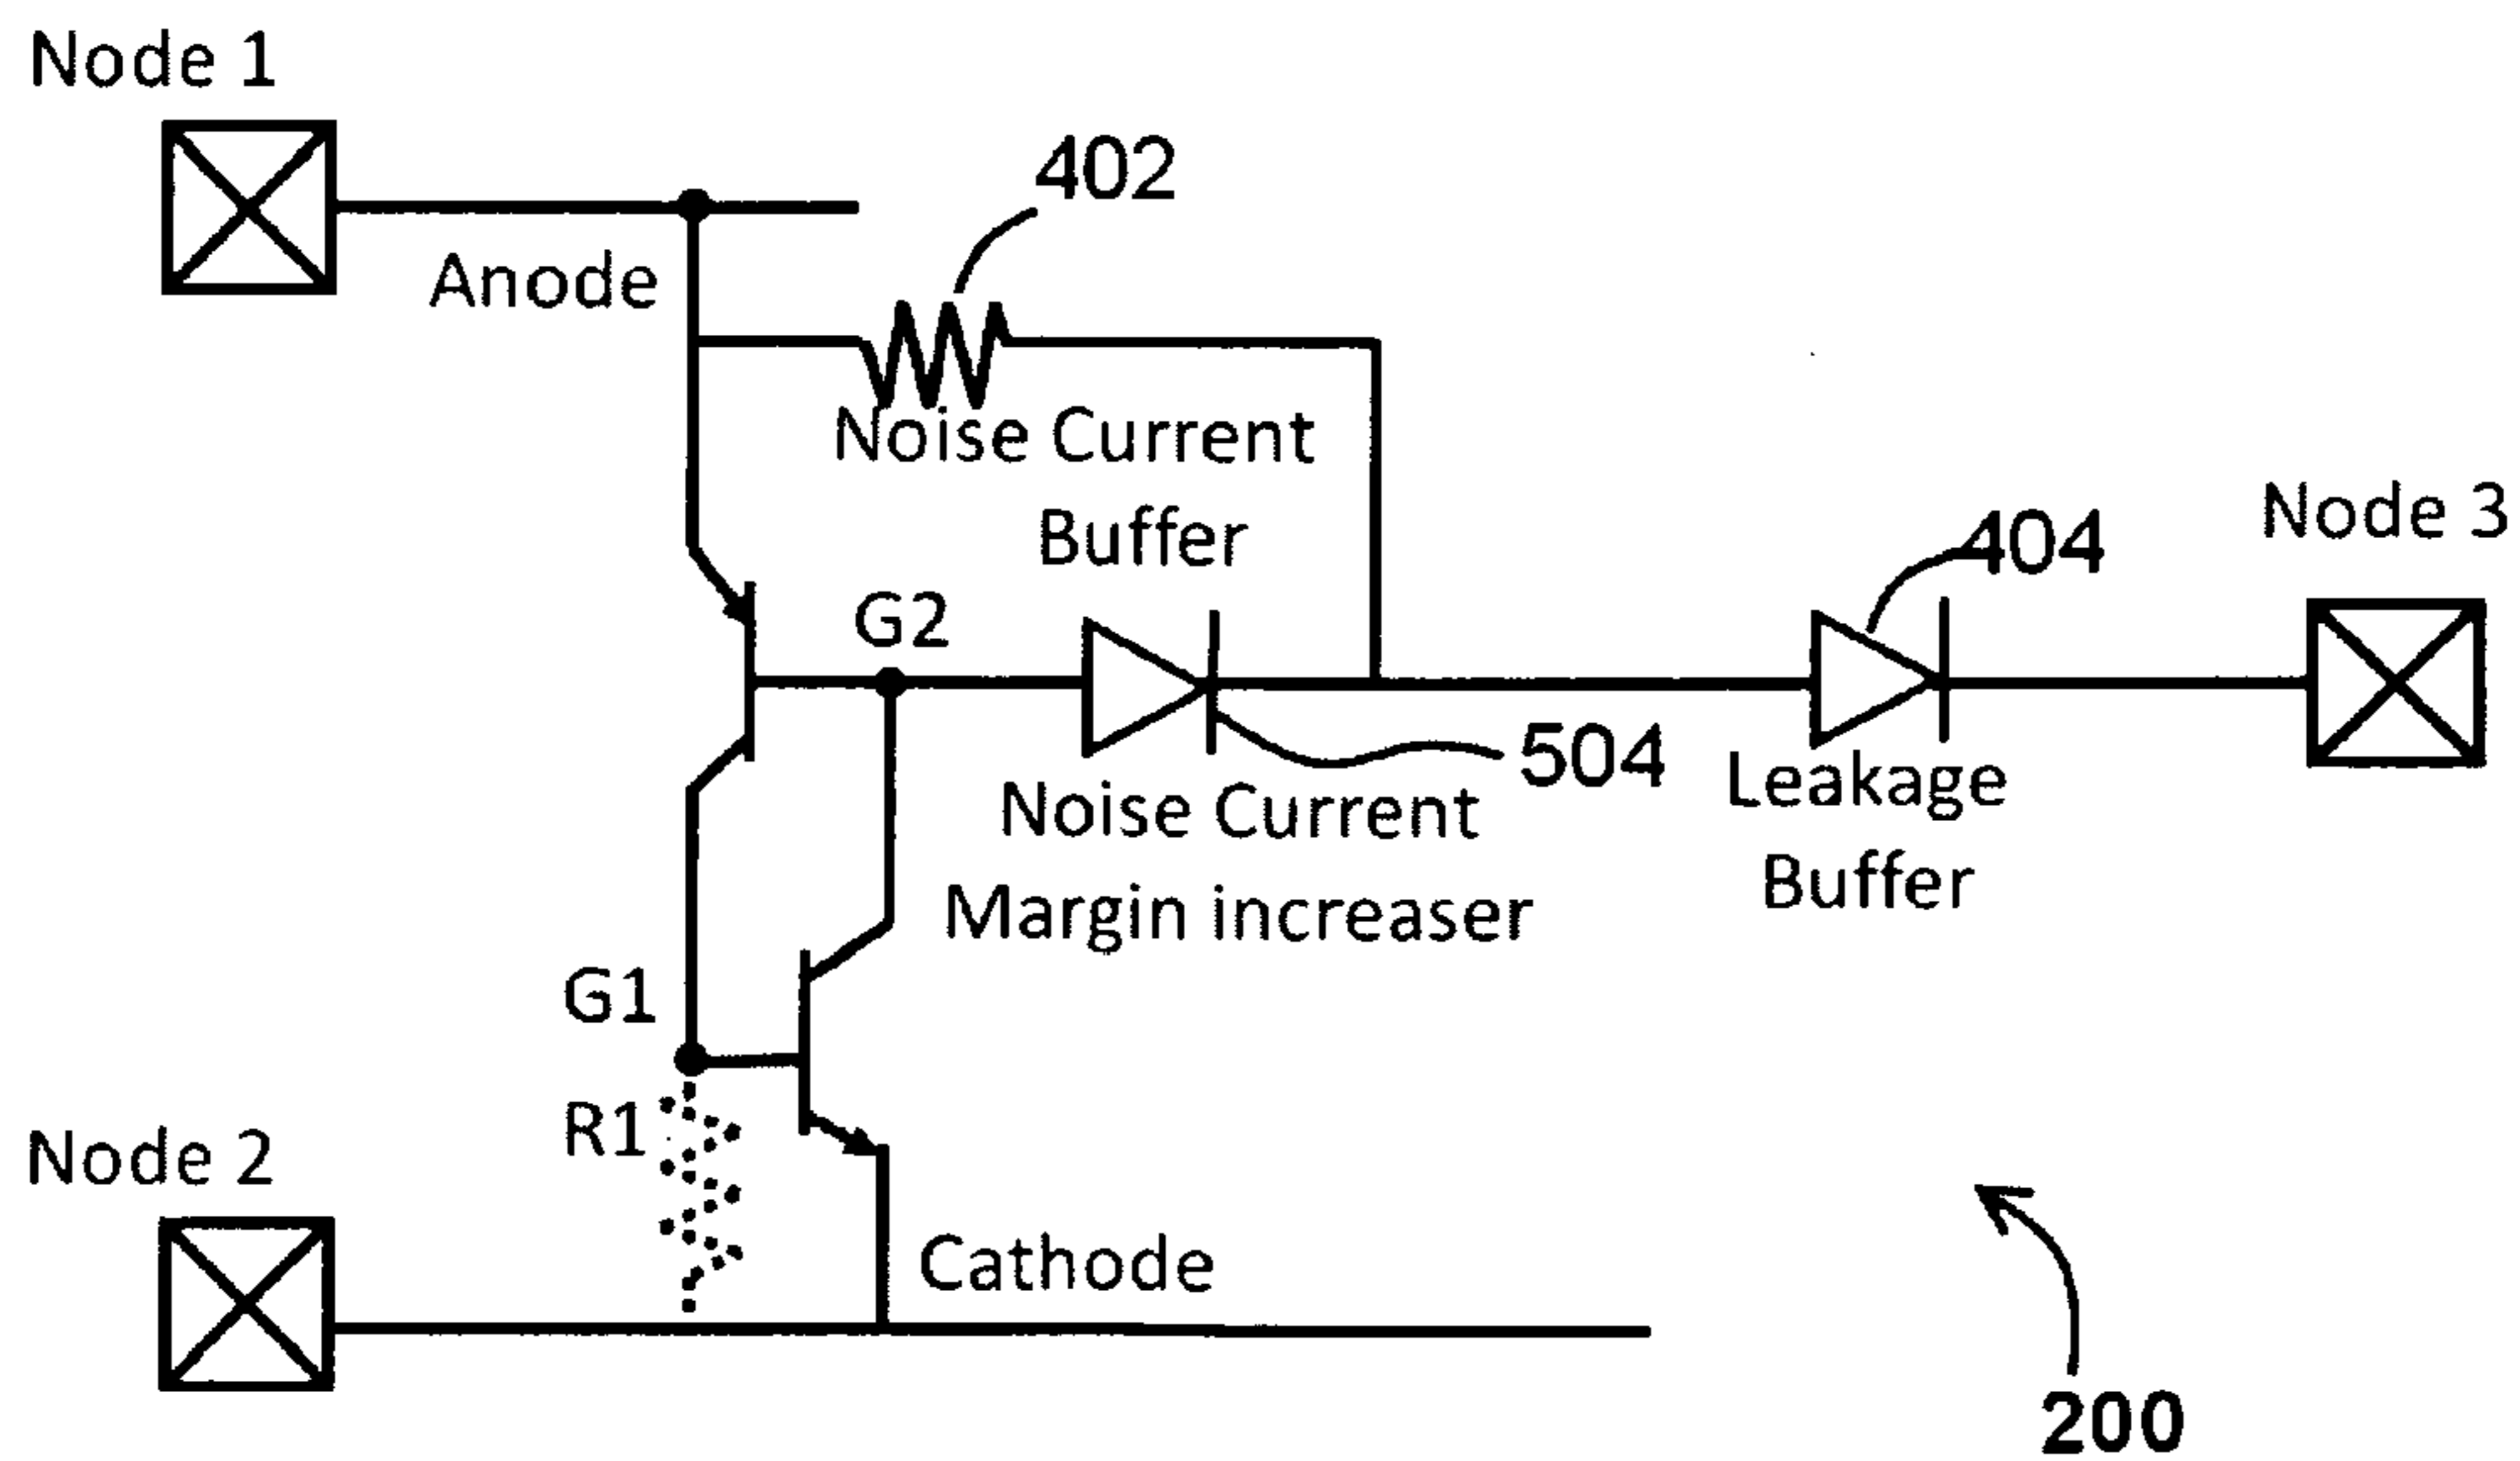 Node 1
402
Anode
Noise Current
Buffer
Node 3
404
G2
504
Leakage
Buffer
Noise Current
Margin increaser
G1
R1
Node 2
Cathode
200